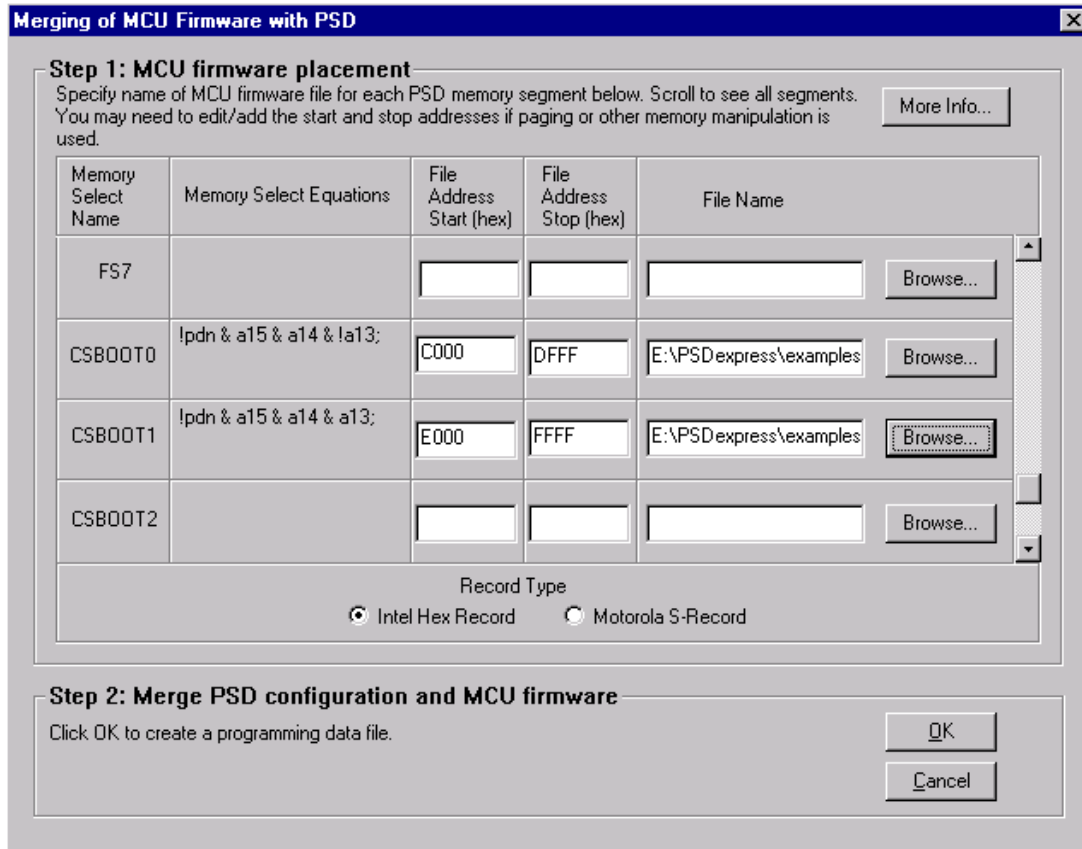 Merging of MCU Firmware with PSD
Step 1: MCU firmware placement
Specify name of MCU firmware file for each PSD memory segment below. Scroll to see all segments.
You may need to edit/add the start and stop addresses if paging or other memory manipulation is
used.
More Info...
Memory
Select
Name
Memory Select Equations
File
Address
Start (hex)
File
Address
Stop (hex)
File Name
FS7
Browse...
CSBOOT0
!pdn & a15 & a14 & !a13;
C000
DFFF
E:\PSDexpress\examples
Browse...
CSBOOT1
!pdn & a15 & a14 & a13;
E000
FFFF
E:\PSDexpress\examples
Browse...
CSBOOT2
Browse...
Record Type
Intel Hex Record
Motorola S-Record
Step 2: Merge PSD configuration and MCU firmware
Click OK to create a programming data file.
OK
Cancel